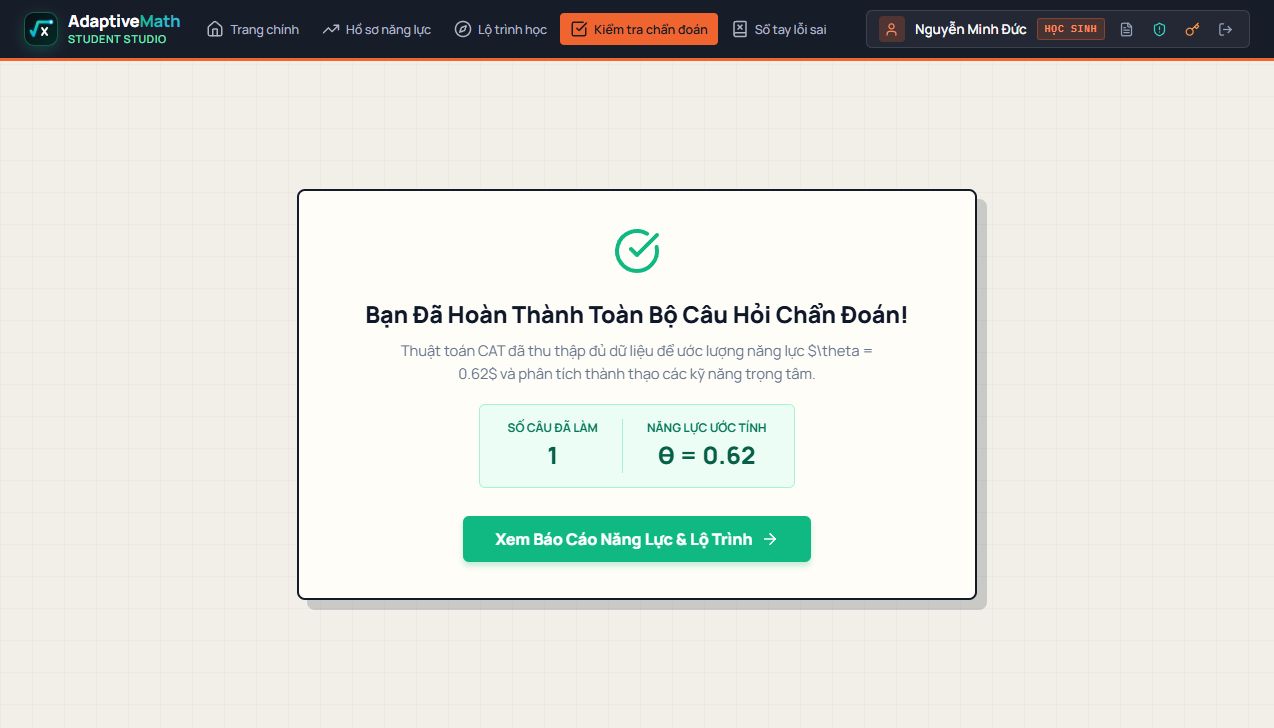 AdaptiveMath
STUDENT STUDIO
Trang chính
Hồ sơ năng lực
Lộ trình học
Kiểm tra chẩn đoán
Sổ tay lỗi sai
Nguyễn Minh Đức
HỌC SINH
Bạn Đã Hoàn Thành Toàn Bộ Câu Hỏi Chẩn Đoán!
Thuật toán CAT đã thu thập đủ dữ liệu để ước lượng năng lực $\theta =
0.62$ và phân tích thành thạo các kỹ năng trọng tâm.
SỐ CÂU ĐÃ LÀM
1
NĂNG LỰC ƯỚC TÍNH
θ = 0.62
Xem Báo Cáo Năng Lực & Lộ Trình →